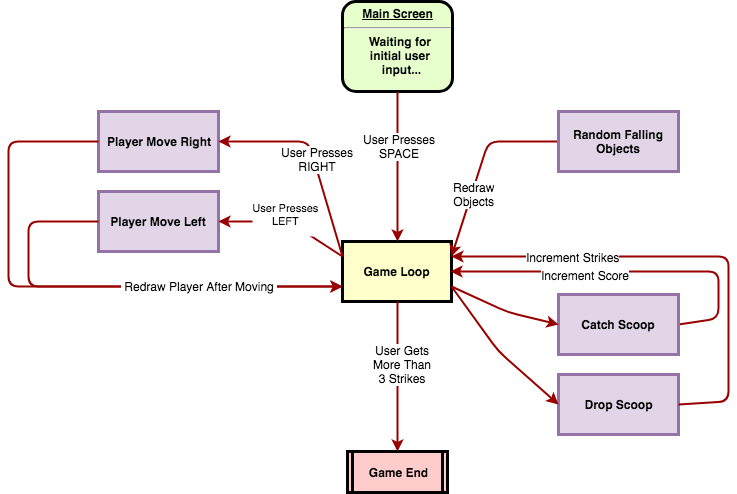 Main Screen
Waiting for
initial user
input...
User Presses
SPACE
Player Move Right
User Presses
RIGHT
Random Falling
Objects
Redraw
Objects
Player Move Left
User Presses
LEFT
Game Loop
Increment Strikes
Increment Score
Redraw Player After Moving
Catch Scoop
User Gets
More Than
3 Strikes
Drop Scoop
Game End